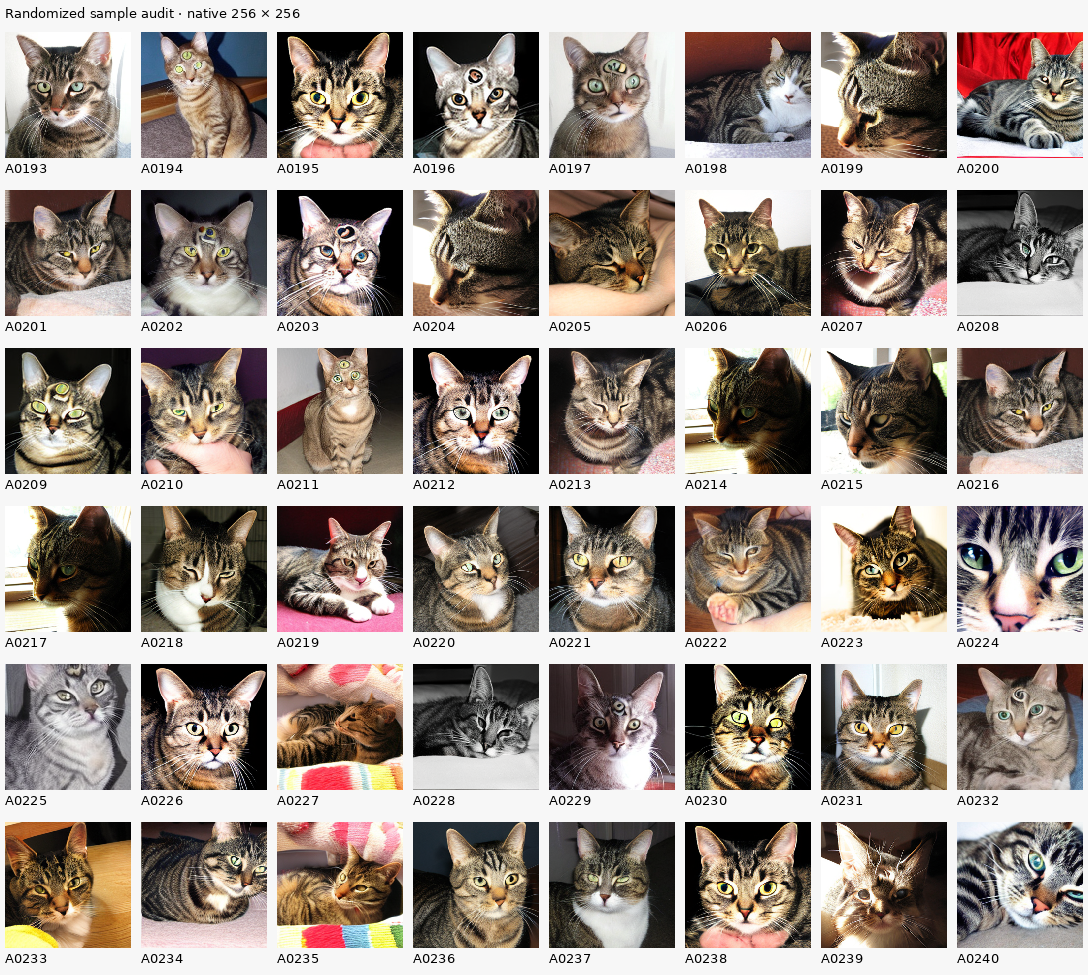 Randomized sample audit · native 256 × 256
A0193 A0194 A0195 A0196 A0197 A0198 A0199 A0200
A0201 A0202 A0203 A0204 A0205 A0206 A0207 A0208
A0209 A0210 A0211 A0212 A0213 A0214 A0215 A0216
A0217 A0218 A0219 A0220 A0221 A0222 A0223 A0224
A0225 A0226 A0227 A0228 A0229 A0230 A0231 A0232
A0233 A0234 A0235 A0236 A0237 A0238 A0239 A0240